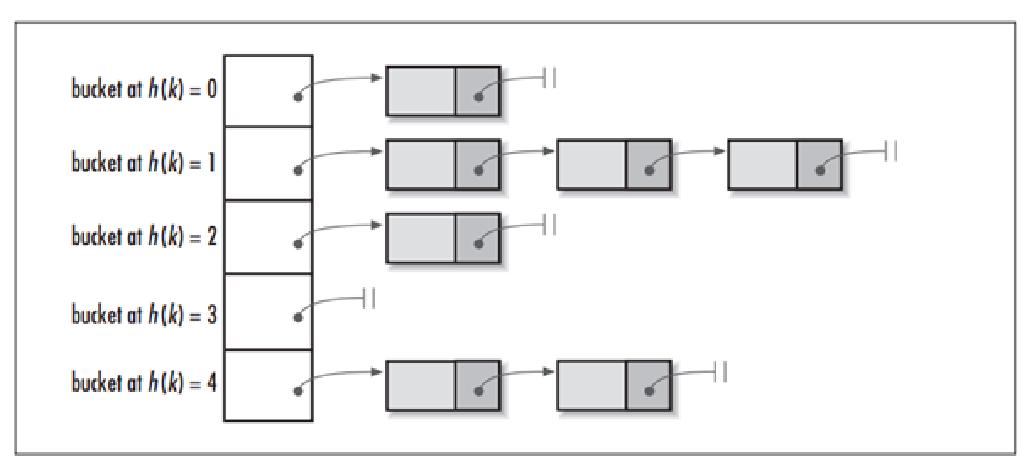 bucket at h(k) = 0
bucket at h(k) = 1
bucket at h(k) = 2
bucket at h(k) = 3
bucket at h(k) = 4